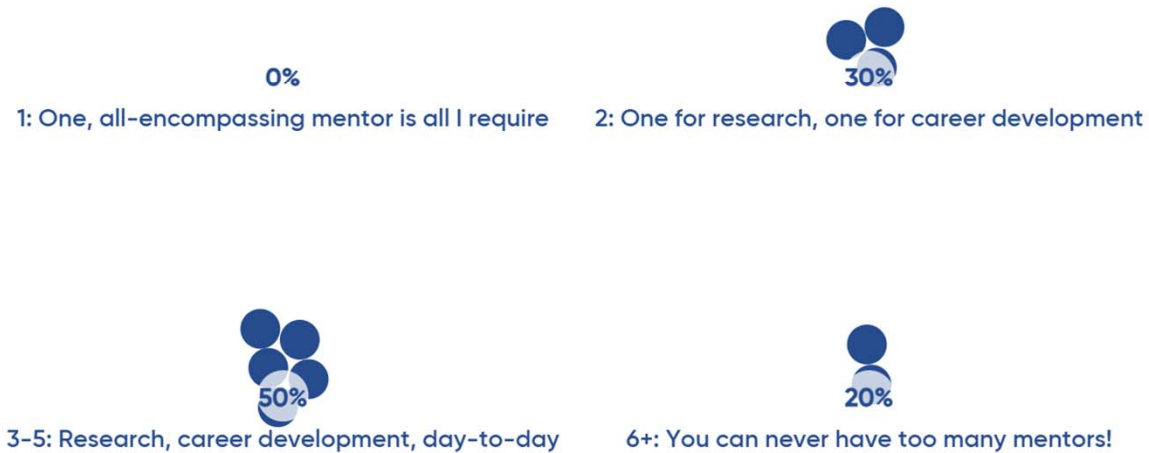 0%
1: One, all-encompassing mentor is all I require
30%
2: One for research, one for career development
50%
3-5: Research, career development, day-to-day
20%
6+: You can never have too many mentors!